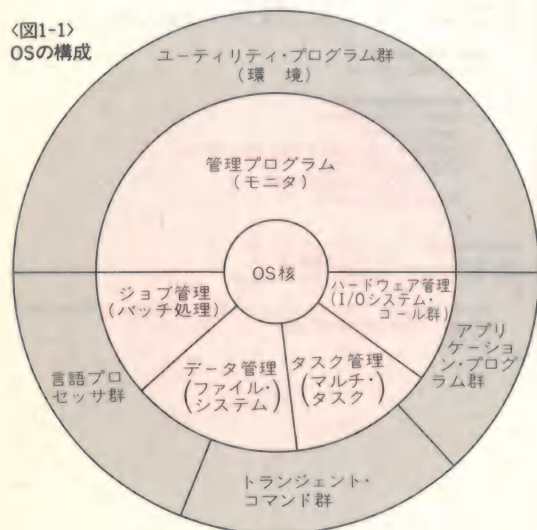 〈図1-1〉
OSの構成
ユーティリティ・プログラム群
(環境)
管理プログラム
(モニタ)
OS核
ジョブ管理
(バッチ処理)
ハードウェア管理
(I/Oシステム・
コール群)
データ管理
(ファイル・
システム)
タスク管理
(マルチ・
タスク)
言語プロ
セッサ群
アプリ
ケーショ
ン・プログ
ラム群
トランジェント・
コマンド群